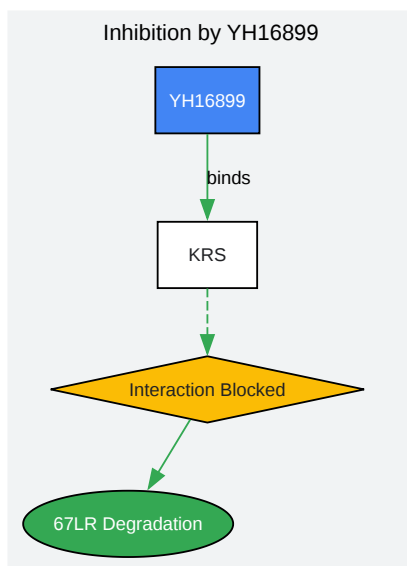 Inhibition by YH16899
YH16899
binds
KRS
Interaction Blocked
67LR Degradation